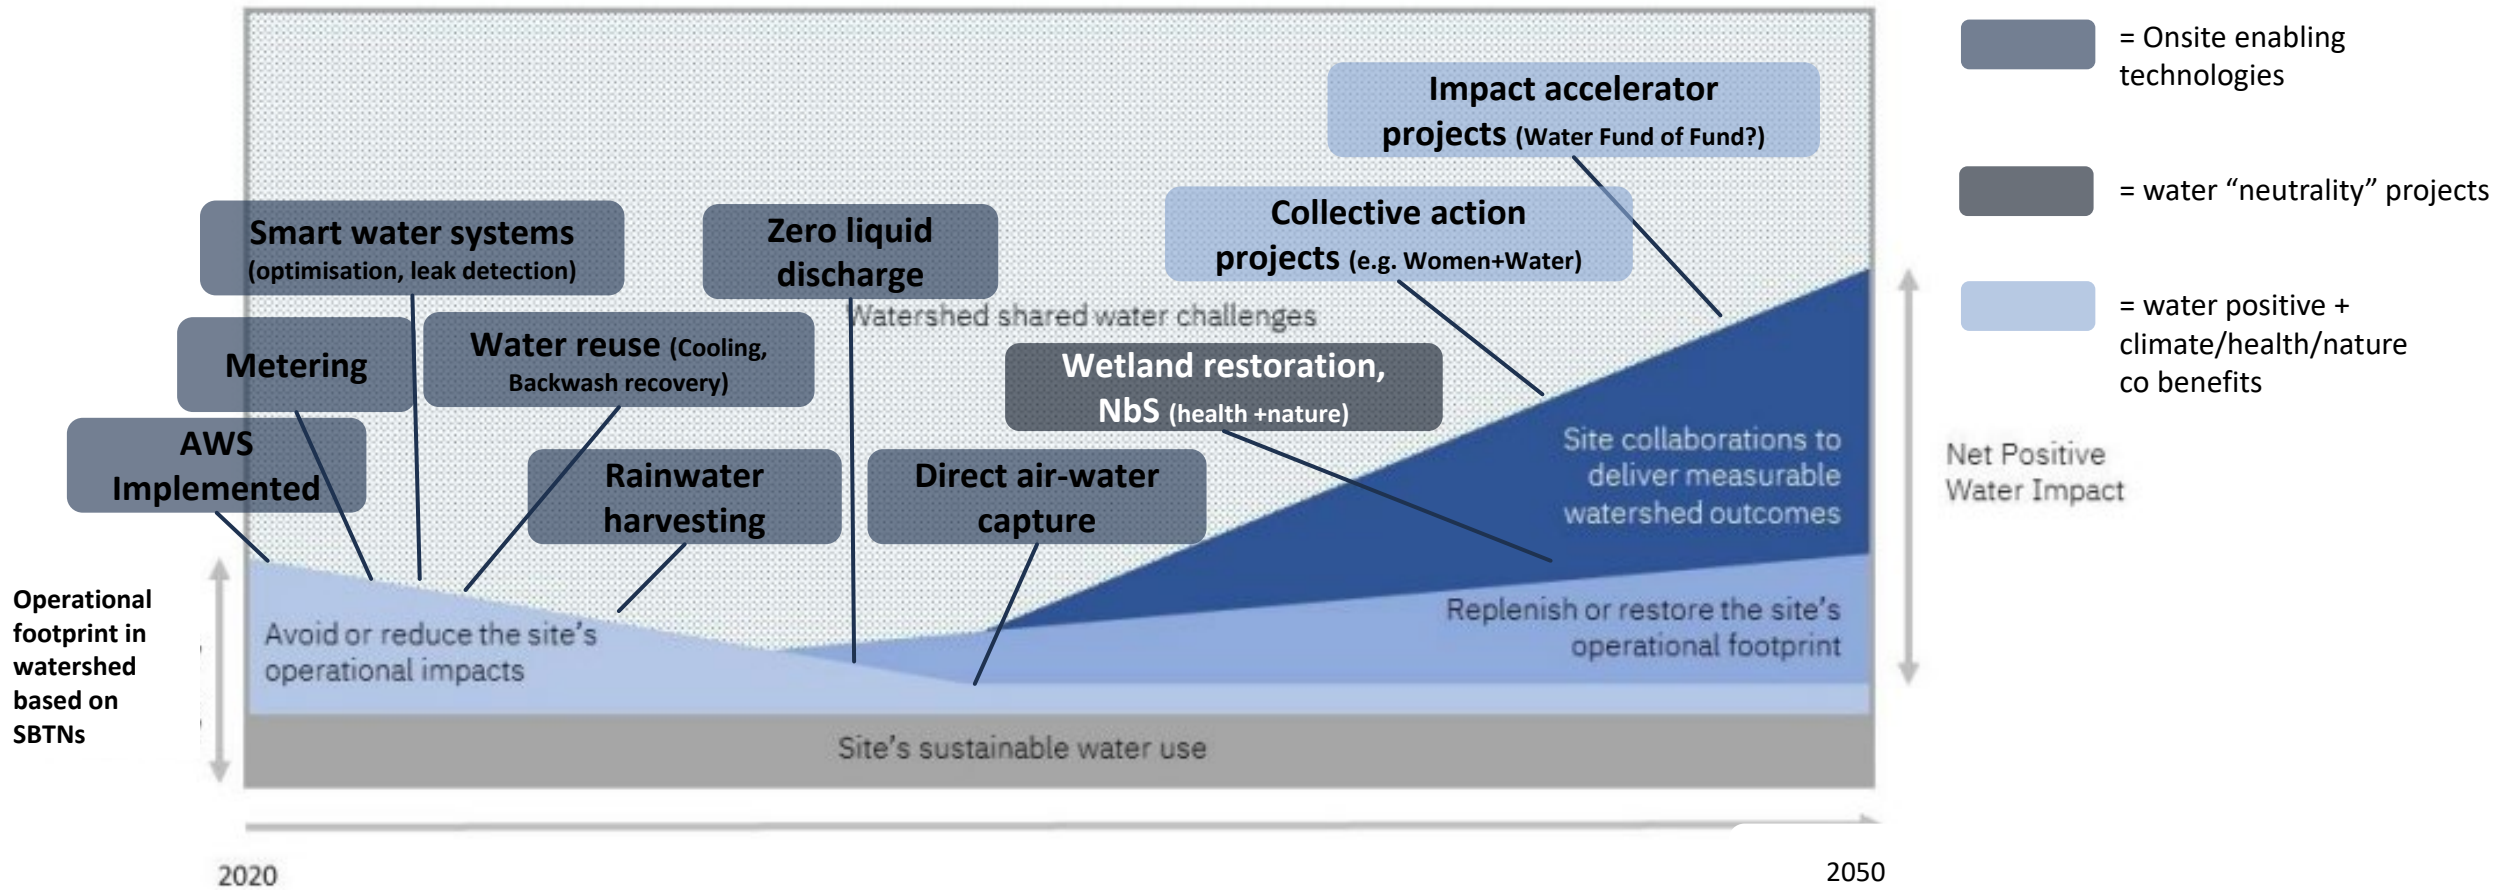 = Onsite enabling
technologies
Impact accelerator
projects (Water Fund of Fund?)
= water “neutrality” projects
Collective action
projects (e.g. Women+Water)
Smart water systems
(optimisation, leak detection)
Zero liquid
discharge
= water positive +
climate/health/nature
co benefits
Watershed shared water challenges
Metering
Water reuse (Cooling,
Backwash recovery)
Wetland restoration,
NbS (health +nature)
AWS
Implemented
Rainwater
harvesting
Direct air-water
capture
Site collaborations to
deliver measurable
watershed outcomes
Net Positive
Water Impact
Operational
footprint in
watershed
based on
SBTNs
Avoid or reduce the site’s
operational impacts
Replenish or restore the site’s
operational footprint
Site’s sustainable water use
2020
2050